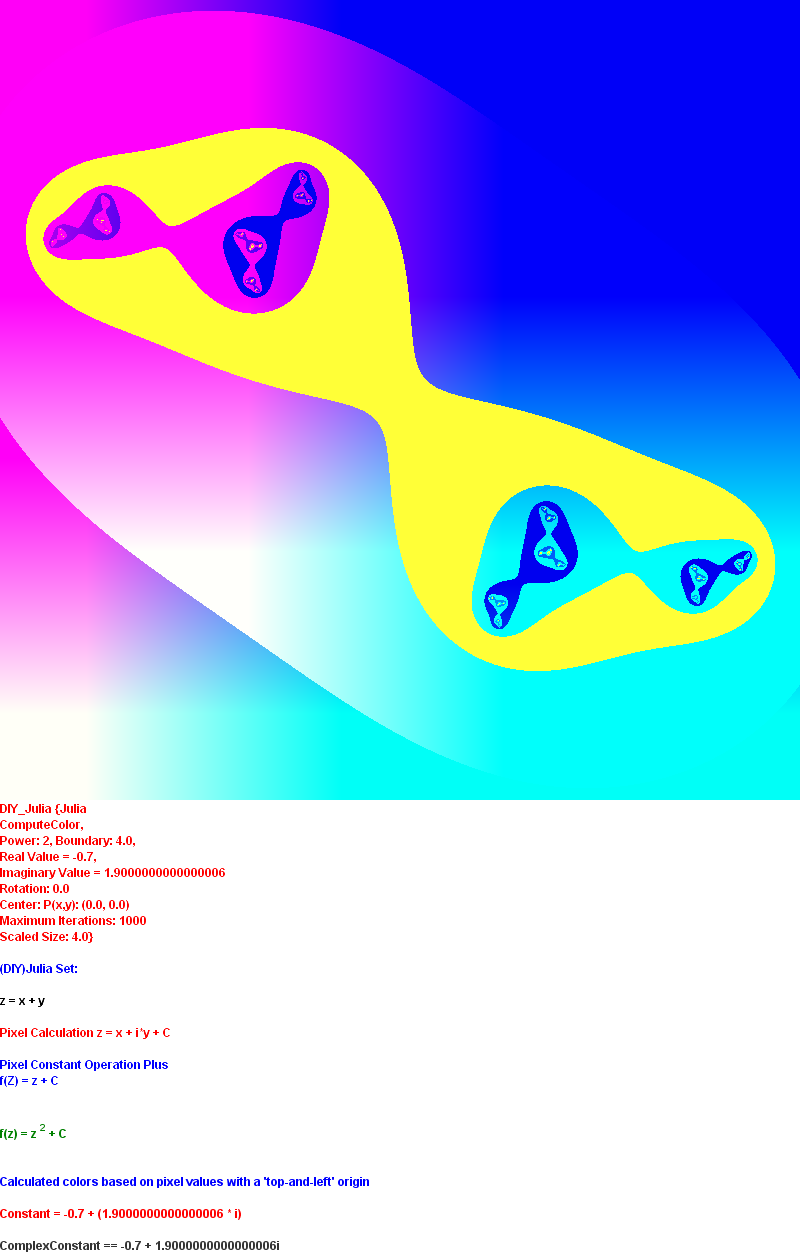 DIY_Julia {Julia
ComputeColor,
Power: 2, Boundary: 4.0,
Real Value = -0.7,
Imaginary Value = 1.9000000000000006
Rotation: 0.0
Center: P(x,y): (0.0, 0.0)
Maximum Iterations: 1000
Scaled Size: 4.0}
(DIY)Julia Set:
z = x + y
Pixel Calculation z = x + i*y + C
Pixel Constant Operation Plus
f(Z) = z + C
f(z) = z 2 + C
Calculated colors based on pixel values with a 'top-and-left' origin
Constant = -0.7 + (1.9000000000000006 * i)
ComplexConstant == -0.7 + 1.9000000000000006i